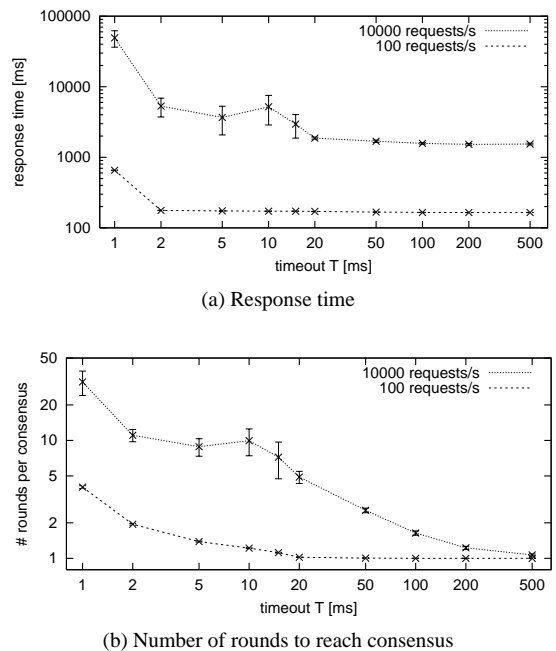 100000
10000
1000
100
response time [ms]
10000 requests/s
100 requests/s
1 2 5 10 20 50 100 200 500
timeout T [ms]
(a) Response time
50
20
10
5
2
1
# rounds per consensus
10000 requests/s
100 requests/s
1 2 5 10 20 50 100 200 500
timeout T [ms]
(b) Number of rounds to reach consensus